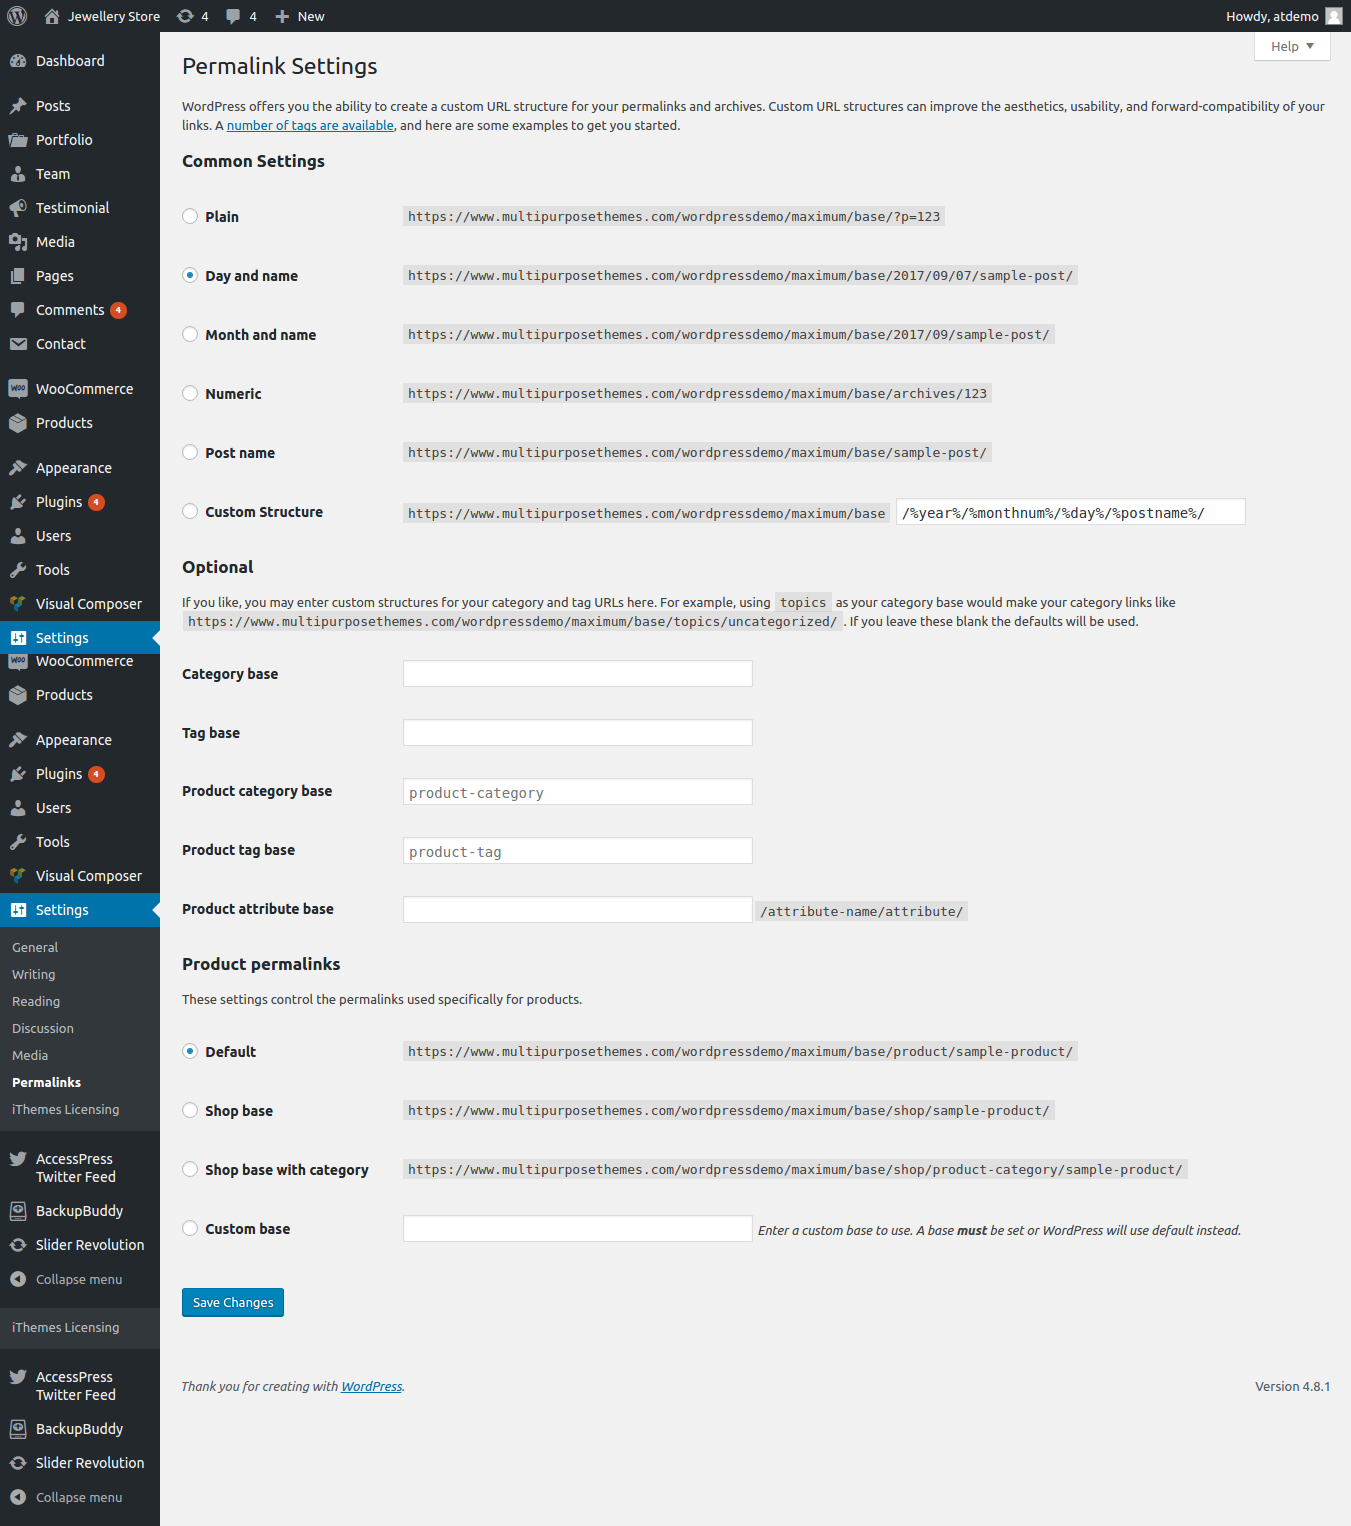 Jewellery Store 4 4 New Howdy, atdemo
Help
Dashboard
Posts
Portfolio
Team
Testimonial
Media
Pages
Comments 4
Contact
WOO WooCommerce
Products
Appearance
Plugins 4
Users
Tools
Visual Composer
Settings
WOO WooCommerce
Products
Appearance
Plugins 4
Users
Tools
Visual Composer
Settings
General
Writing
Reading
Discussion
Media
Permalinks
iThemes Licensing
AccessPress
Twitter Feed
BackupBuddy
Slider Revolution
Collapse menu
iThemes Licensing
AccessPress
Twitter Feed
BackupBuddy
Slider Revolution
Collapse menu
Permalink Settings
WordPress offers you the ability to create a custom URL structure for your permalinks and archives. Custom URL structures can improve the aesthetics, usability, and forward-compatibility of your
links. A number of tags are available, and here are some examples to get you started.
Common Settings
Plain https://www.multipurposethemes.com/wordpressdemo/maximum/base/?p=123
Day and name https://www.multipurposethemes.com/wordpressdemo/maximum/base/2017/09/07/sample-post/
Month and name https://www.multipurposethemes.com/wordpressdemo/maximum/base/2017/09/sample-post/
Numeric https://www.multipurposethemes.com/wordpressdemo/maximum/base/archives/123
Post name https://www.multipurposethemes.com/wordpressdemo/maximum/base/sample-post/
Custom Structure https://www.multipurposethemes.com/wordpressdemo/maximum/base /%year%/%monthnum%/%day%/%postname%/
Optional
If you like, you may enter custom structures for your category and tag URLs here. For example, using topics as your category base would make your category links like
https://www.multipurposethemes.com/wordpressdemo/maximum/base/topics/uncategorized/ . If you leave these blank the defaults will be used.
Category base
Tag base
Product category base product-category
Product tag base product-tag
Product attribute base /attribute-name/attribute/
Product permalinks
These settings control the permalinks used specifically for products.
Default https://www.multipurposethemes.com/wordpressdemo/maximum/base/product/sample-product/
Shop base https://www.multipurposethemes.com/wordpressdemo/maximum/base/shop/sample-product/
Shop base with category https://www.multipurposethemes.com/wordpressdemo/maximum/base/shop/product-category/sample-product/
Custom base Enter a custom base to use. A base must be set or WordPress will use default instead.
Save Changes
Thank you for creating with WordPress. Version 4.8.1